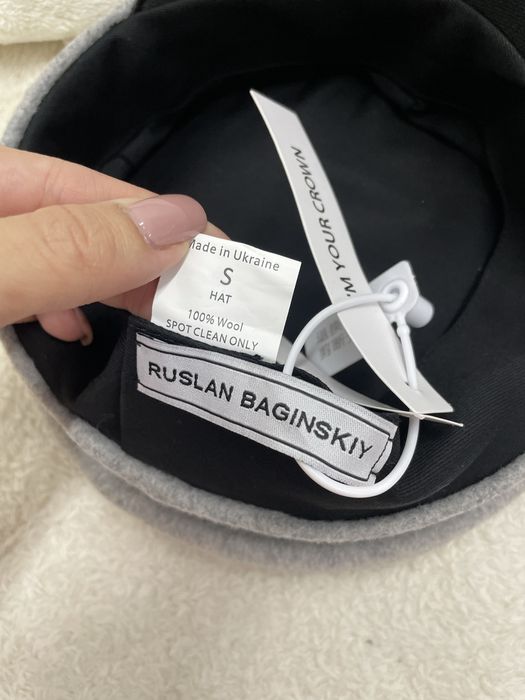 Made in Ukraine
S
HAT
100% Wool
SPOT CLEAN ONLY
RUSLAN BAGINSKIY
YOUR CROWN